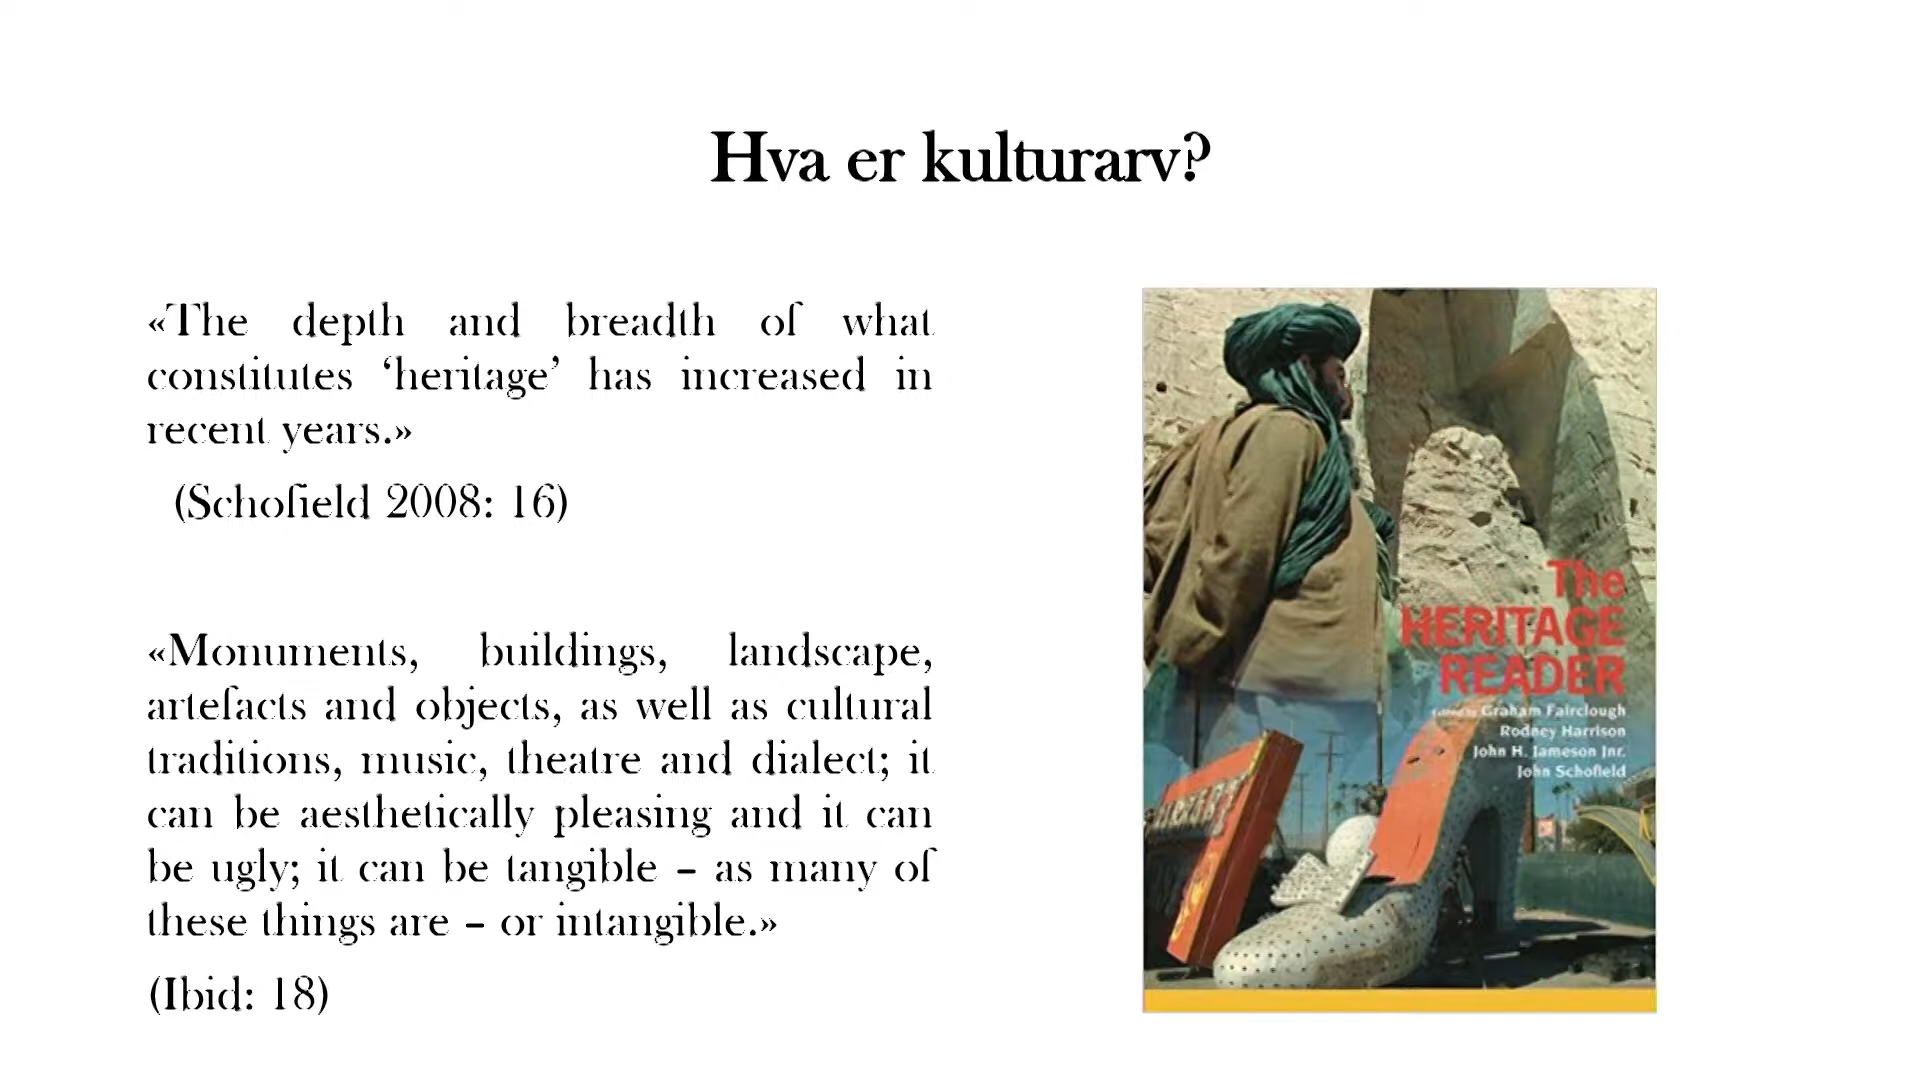 Hva er kulturarv?
«The depth and breadth of what
constitutes ‘heritage’ has increased in
recent years.»
(Schofield 2008: 16)
«Monuments, buildings, landscape,
artefacts and objects, as well as cultural
traditions, music, theatre and dialect; it
can be aesthetically pleasing and it can
be ugly; it can be tangible – as many of
these things are – or intangible.»
(Ibid: 18)
The
HERITAGE
READER
Edited by Graham Fairclough
Rodney Harrison
John H. Jameson Jnr.
John Schofield